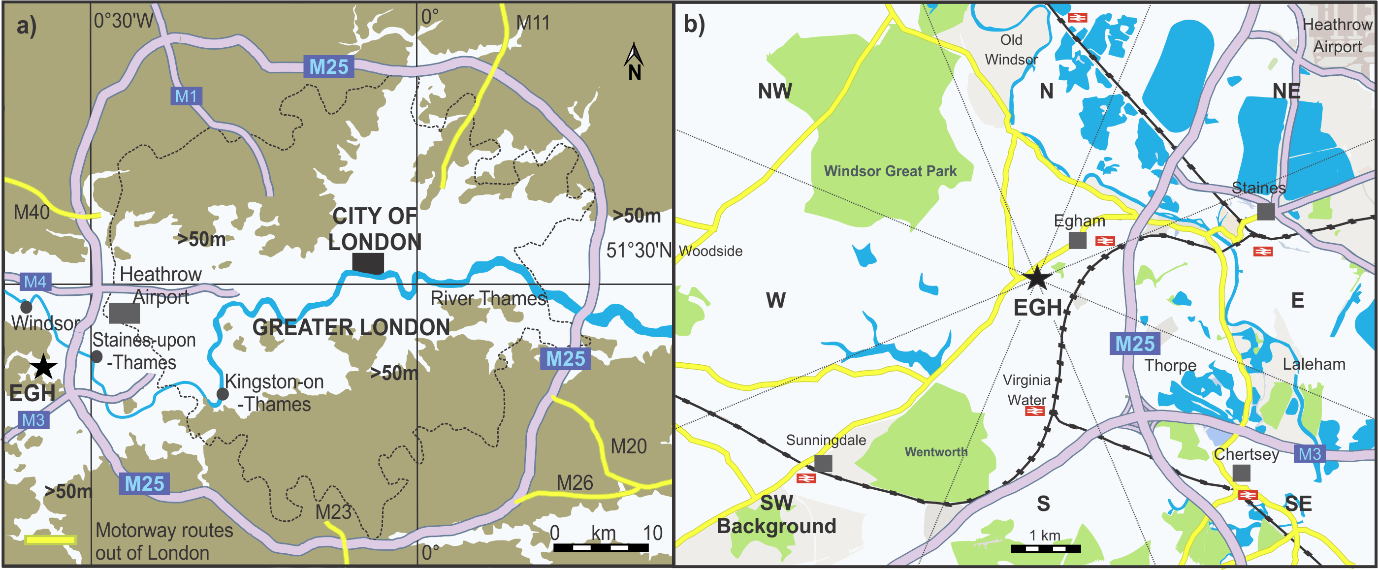 a)
0°30'W
0°
M11
M25
N
M1
M40
>50m
CITY OF
LONDON
>50m
51°30'N
M4
Heathrow
Airport
River Thames
Windsor
GREATER LONDON
Staines-upon
-Thames
M25
EGH
>50m
Kingston-on
-Thames
M3
M20
>50m
M25
M26
M23
Motorway routes
out of London
0°
0 km 10
b)
Old
Windsor
Heathrow
Airport
NW
N
NE
Windsor Great Park
Staines
Egham
Woodside
W
EGH
E
M25
Thorpe
Laleham
Virginia
Water
Sunningdale
Wentworth
Chertsey
M3
SW
Background
S
SE
1 km